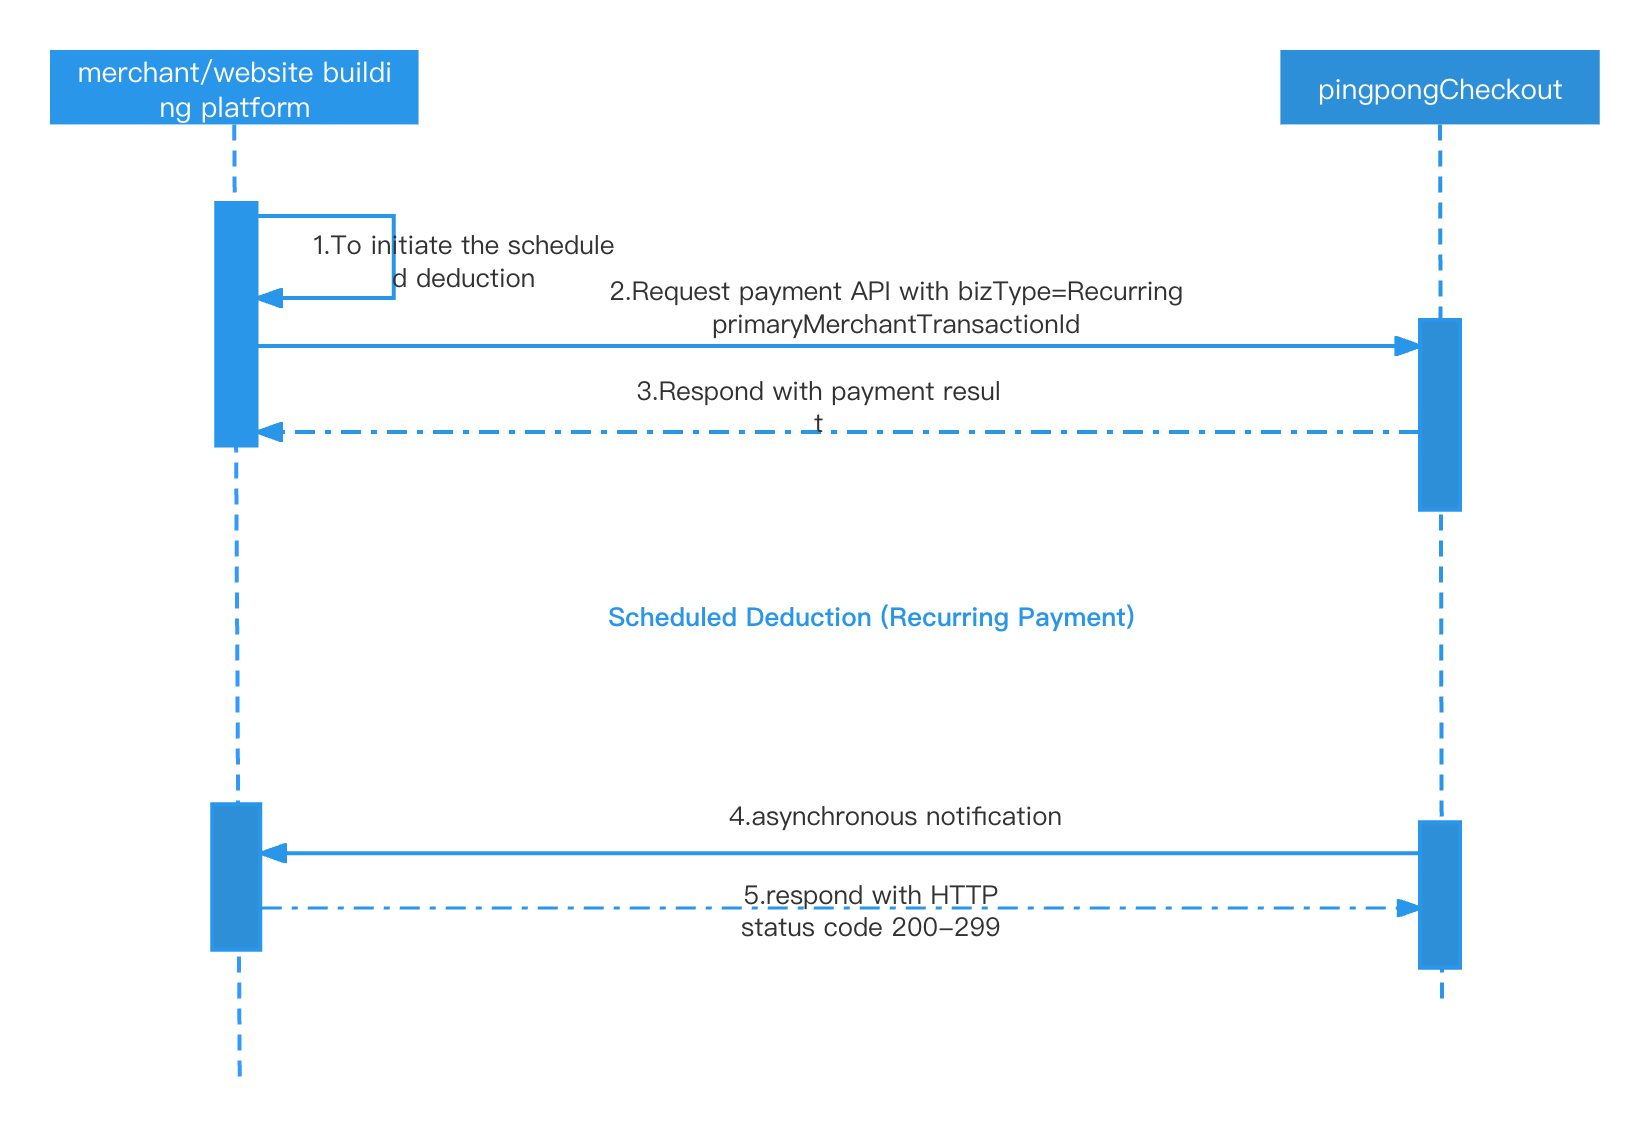 merchant/website buildi
ng platform
pingpongCheckout
1.To initiate the schedule
d deduction
2.Request payment API with bizType=Recurring
primaryMerchantTransactionId
3.Respond with payment resul
t
Scheduled Deduction (Recurring Payment)
4.asynchronous notification
5.respond with HTTP
status code 200–299